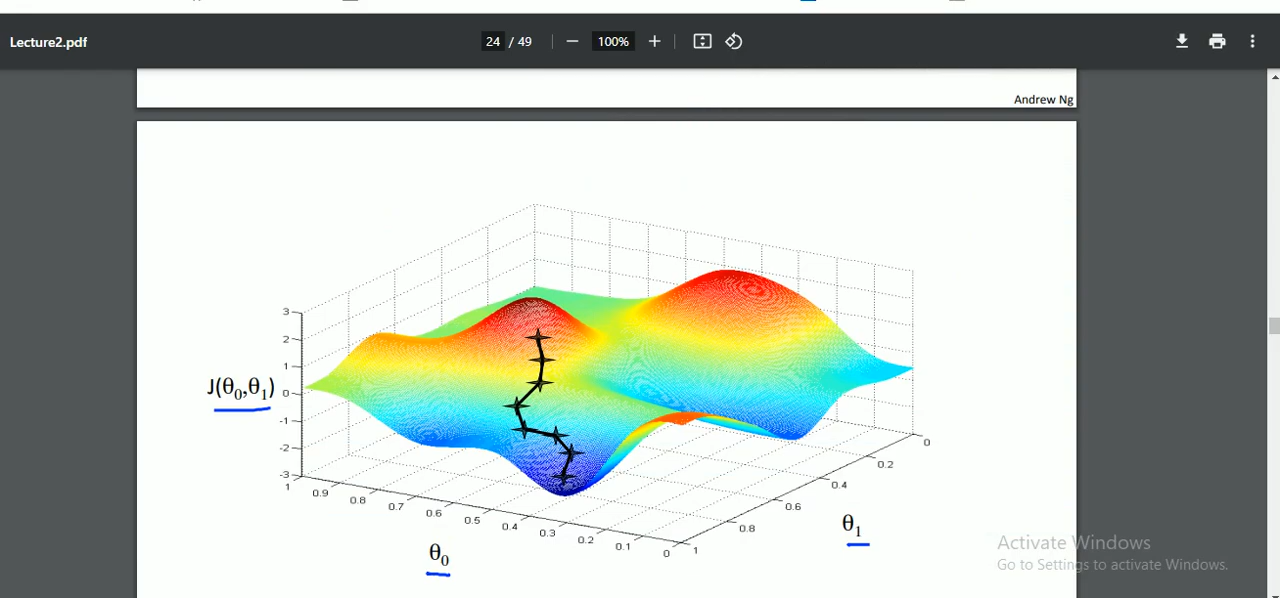 Lecture2.pdf
24 / 49
100%
Andrew Ng
3
2
1
0
-1
-2
-3
J(θ₀,θ₁)
1 0.9 0.8 0.7 0.6 0.5 0.4 0.3 0.2 0.1 0
θ₀
0
0.2
0.4
0.6
0.8
1
θ₁
Activate Windows
Go to Settings to activate Windows.